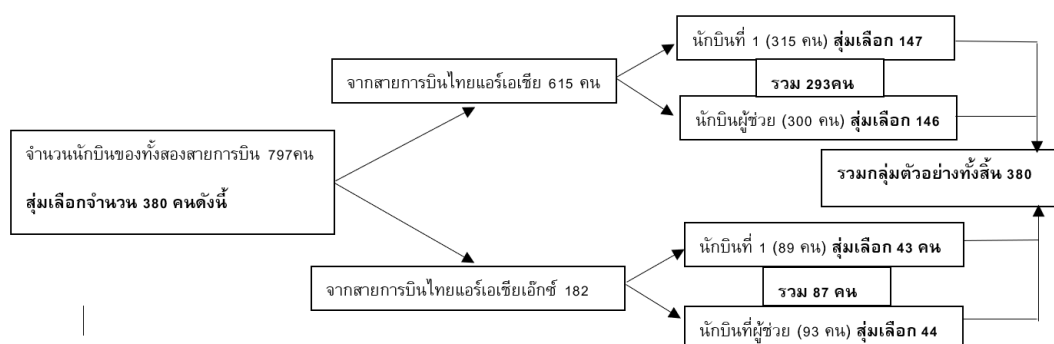 นักบินที่ 1 (315 คน) สุ่มเลือก 147
จากสายการบินไทยแอร์เอเชีย 615 คน
รวม 293คน
นักบินผู้ช่วย (300 คน) สุ่มเลือก 146
จำนวนนักบินของทั้งสองสายการบิน 797คน
สุ่มเลือกจำนวน 380 คนดังนี้
รวมกลุ่มตัวอย่างทั้งสิ้น 380
นักบินที่ 1 (89 คน) สุ่มเลือก 43 คน
จากสายการบินไทยแอร์เอเชียเอ๊กซ์ 182
รวม 87 คน
นักบินที่ผู้ช่วย (93 คน) สุ่มเลือก 44